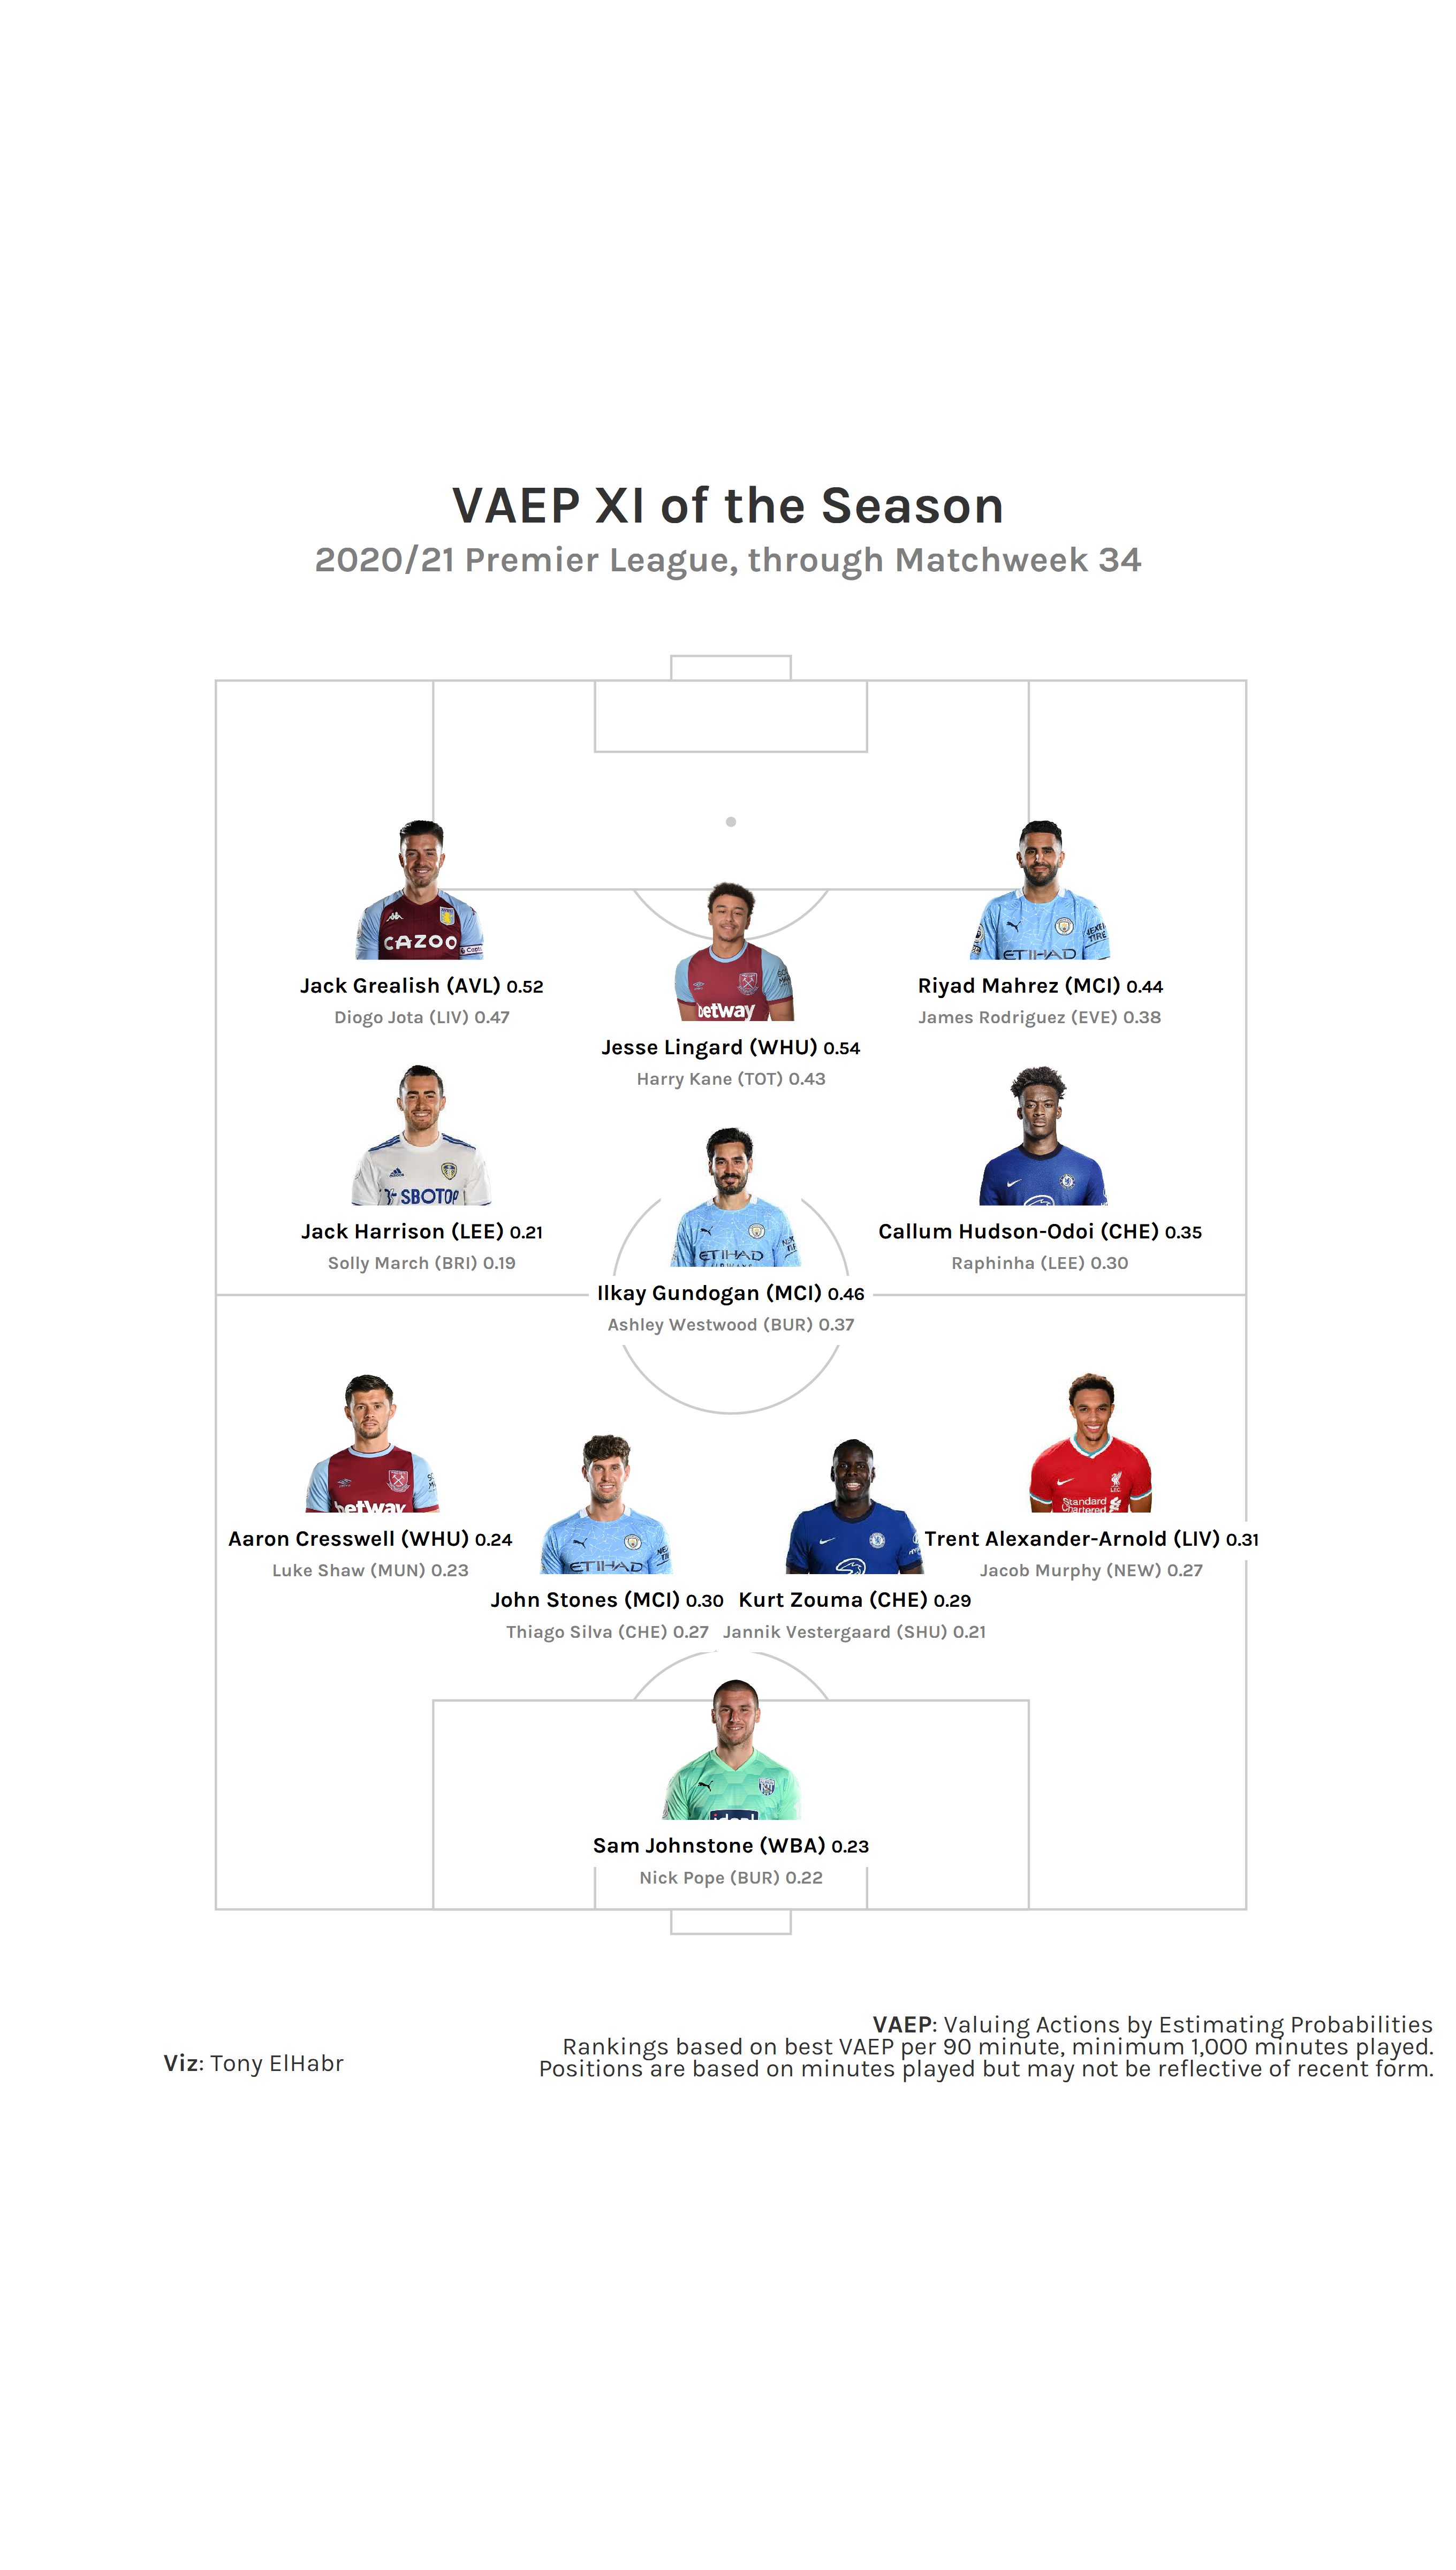 VAEP XI of the Season
2020/21 Premier League, through Matchweek 34
CAZOO
Jack Grealish (AVL) 0.52
Diogo Jota (LIV) 0.47
betway
Jesse Lingard (WHU) 0.54
Harry Kane (TOT) 0.43
ETIHAD
Riyad Mahrez (MCI) 0.44
James Rodriguez (EVE) 0.38
SBOTOP
Jack Harrison (LEE) 0.21
Solly March (BRI) 0.19
ETIHAD
Ilkay Gundogan (MCI) 0.46
Ashley Westwood (BUR) 0.37
Callum Hudson-Odoi (CHE) 0.35
Raphinha (LEE) 0.30
betway
Aaron Cresswell (WHU) 0.24
Luke Shaw (MUN) 0.23
ETIHAD
John Stones (MCI) 0.30
Thiago Silva (CHE) 0.27
Kurt Zouma (CHE) 0.29
Jannik Vestergaard (SHU) 0.21
Standard
Chartered
Trent Alexander-Arnold (LIV) 0.31
Jacob Murphy (NEW) 0.27
Sam Johnstone (WBA) 0.23
Nick Pope (BUR) 0.22
Viz: Tony ElHabr
VAEP: Valuing Actions by Estimating Probabilities
Rankings based on best VAEP per 90 minute, minimum 1,000 minutes played.
Positions are based on minutes played but may not be reflective of recent form.